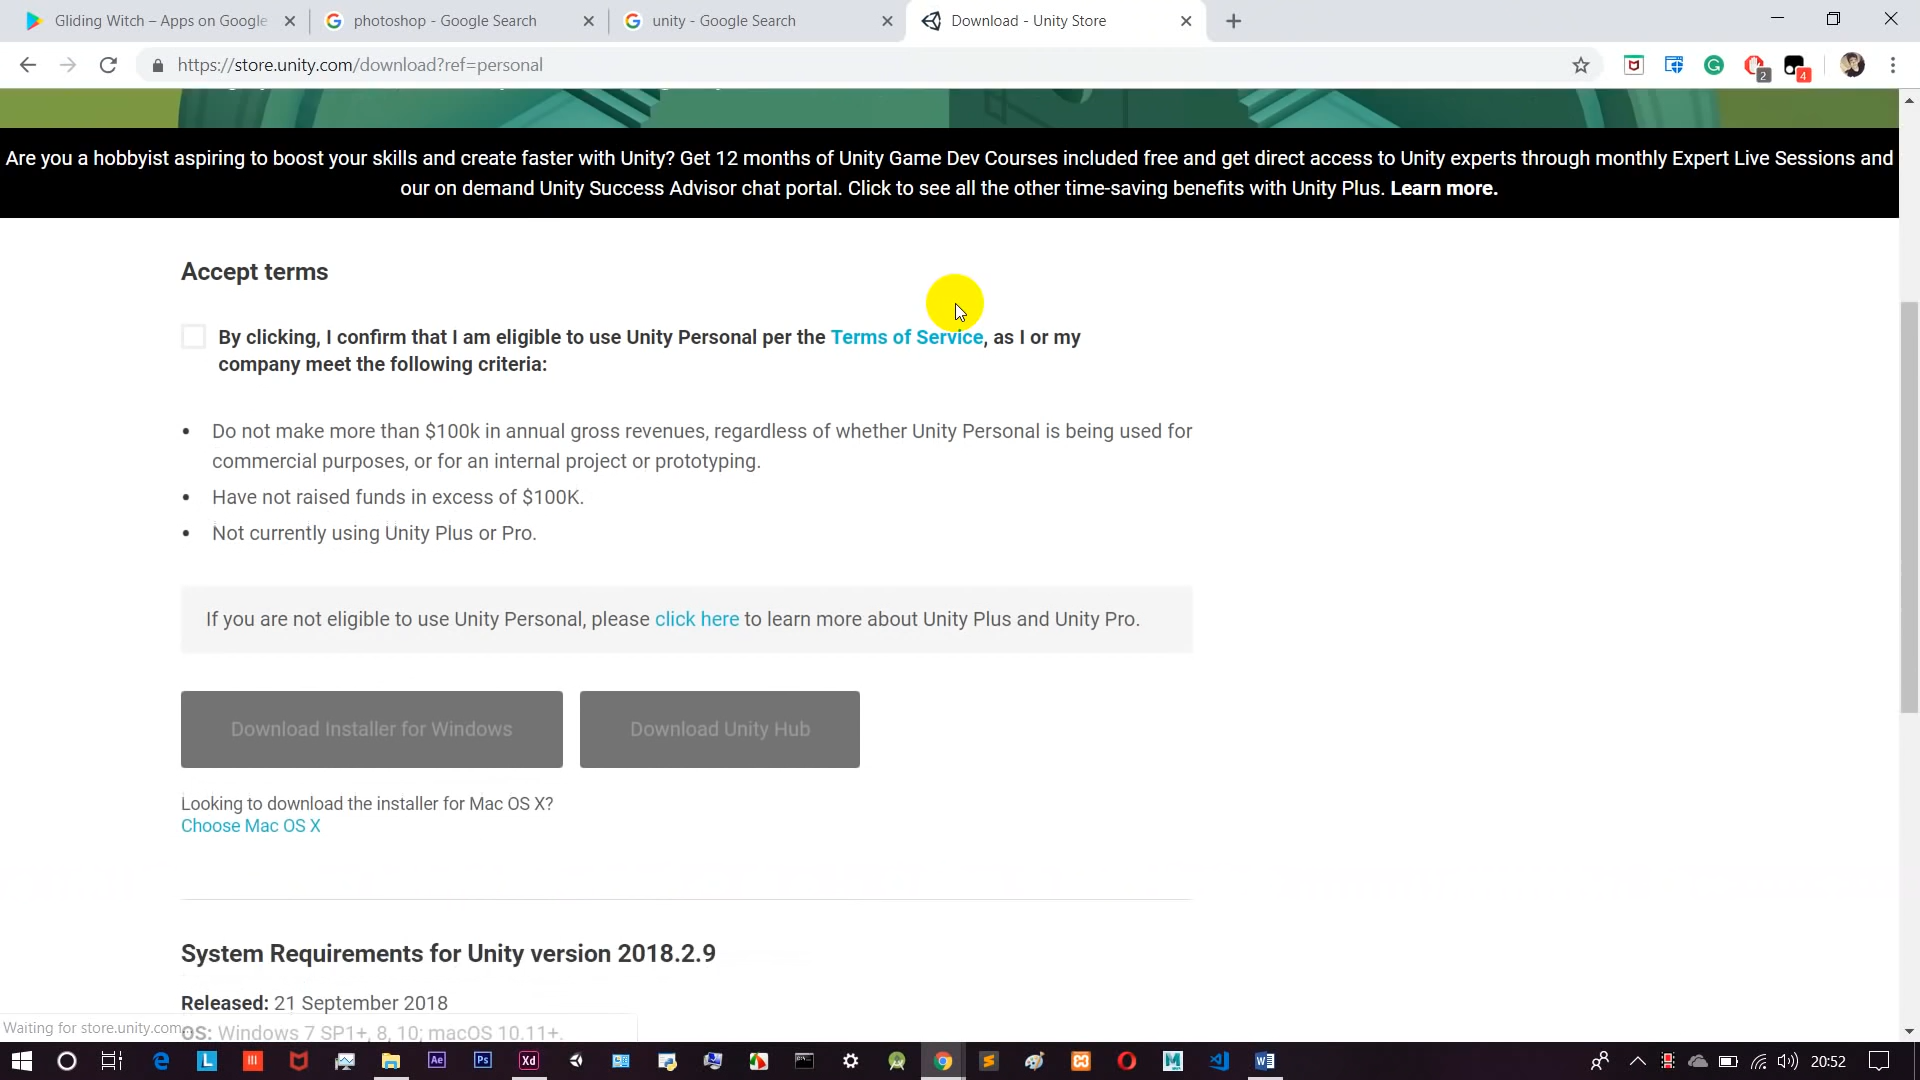 Gliding Witch – Apps on Google
photoshop - Google Search
unity - Google Search
Download - Unity Store
https://store.unity.com/download?ref=personal
2
4
Are you a hobbyist aspiring to boost your skills and create faster with Unity? Get 12 months of Unity Game Dev Courses included free and get direct access to Unity experts through monthly Expert Live Sessions and
our on demand Unity Success Advisor chat portal. Click to see all the other time-saving benefits with Unity Plus. Learn more.
Accept terms
By clicking, I confirm that I am eligible to use Unity Personal per the Terms of Service, as I or my
company meet the following criteria:
• Do not make more than $100k in annual gross revenues, regardless of whether Unity Personal is being used for
commercial purposes, or for an internal project or prototyping.
• Have not raised funds in excess of $100K.
• Not currently using Unity Plus or Pro.
If you are not eligible to use Unity Personal, please click here to learn more about Unity Plus and Unity Pro.
Download Installer for Windows
Download Unity Hub
Looking to download the installer for Mac OS X?
Choose Mac OS X
System Requirements for Unity version 2018.2.9
Released: 21 September 2018
Waiting for store.unity.com...
OS: Windows 7 SP1+, 8, 10; macOS 10.11+.
20:52